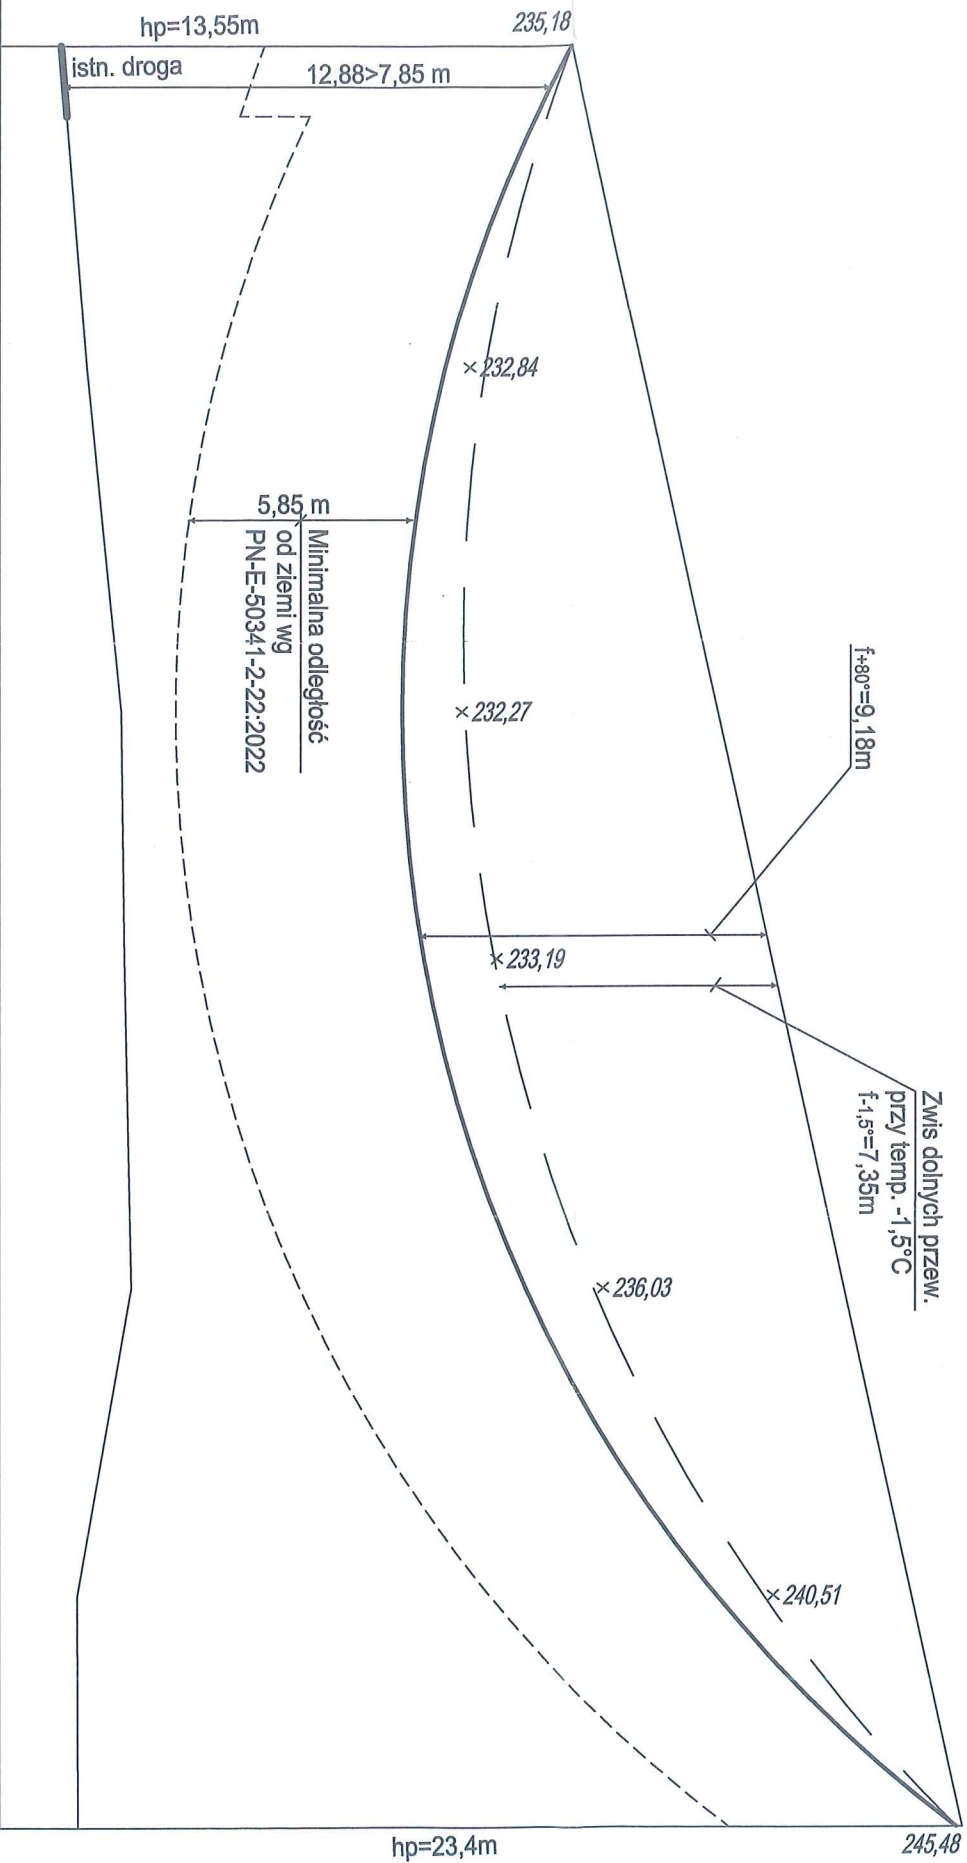 hp=13,55m
235,18
istn. droga
12,88>7,85 m
×232,84
5,85 m
Minimalna odległość
od ziemi wg
PN-E-50341-2-22:2022
×232,27
f+80°=9,18m
×233,19
Zwis dolnych przew.
przy temp. -1,5°C
f-1,5°=7,35m
×236,03
×240,51
hp=23,4m
245,48